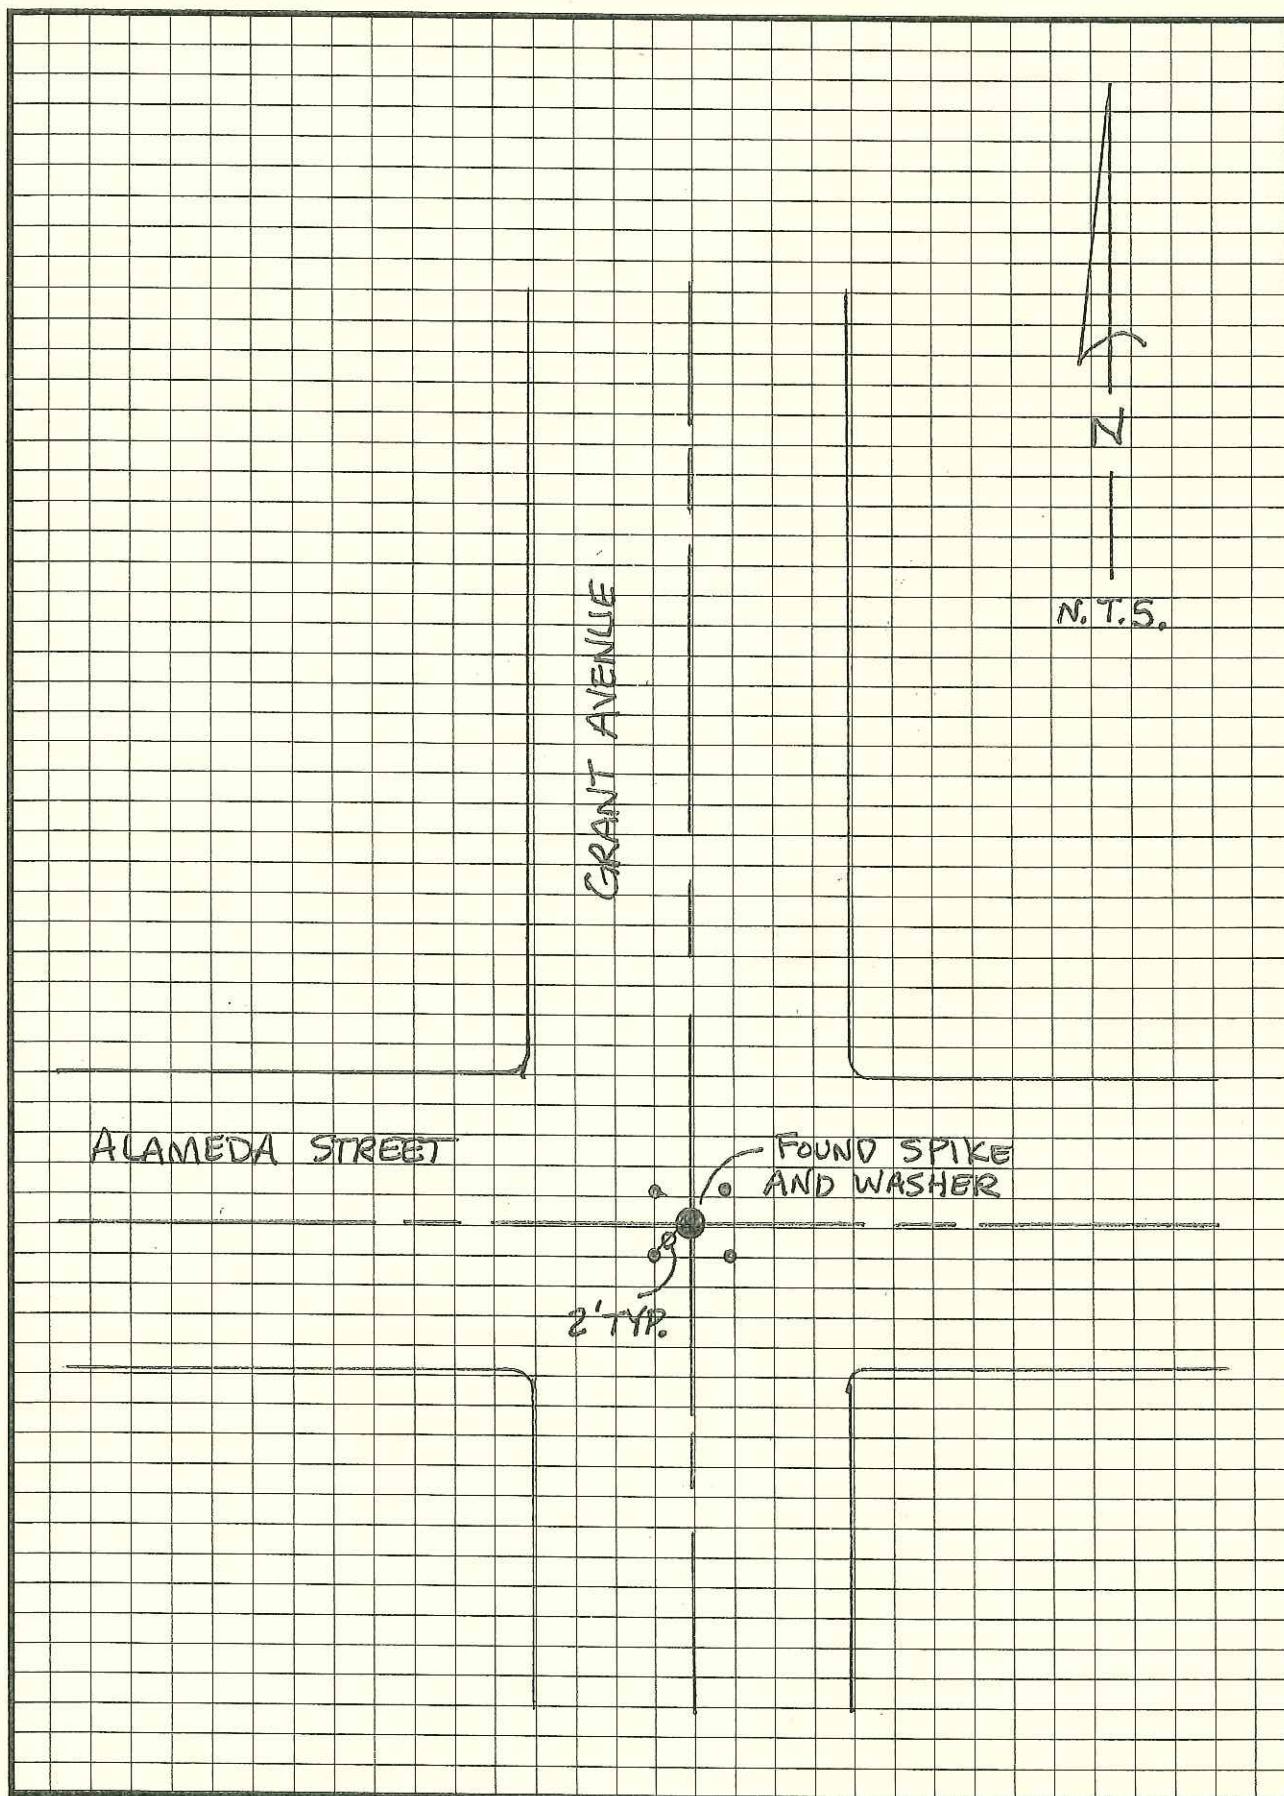 N
N.T.S.
GRANT AVENUE
ALAMEDA STREET
FOUND SPIKE
AND WASHER
2' TYP.